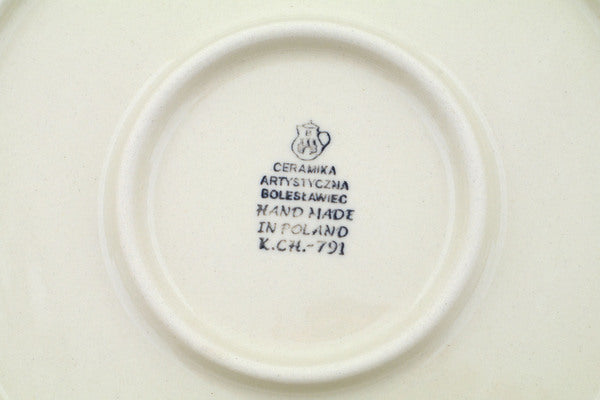 CERAMIKA
ARTYSTYCZNA
BOLESŁAWIEC
HAND MADE
IN POLAND
K.CH.-791